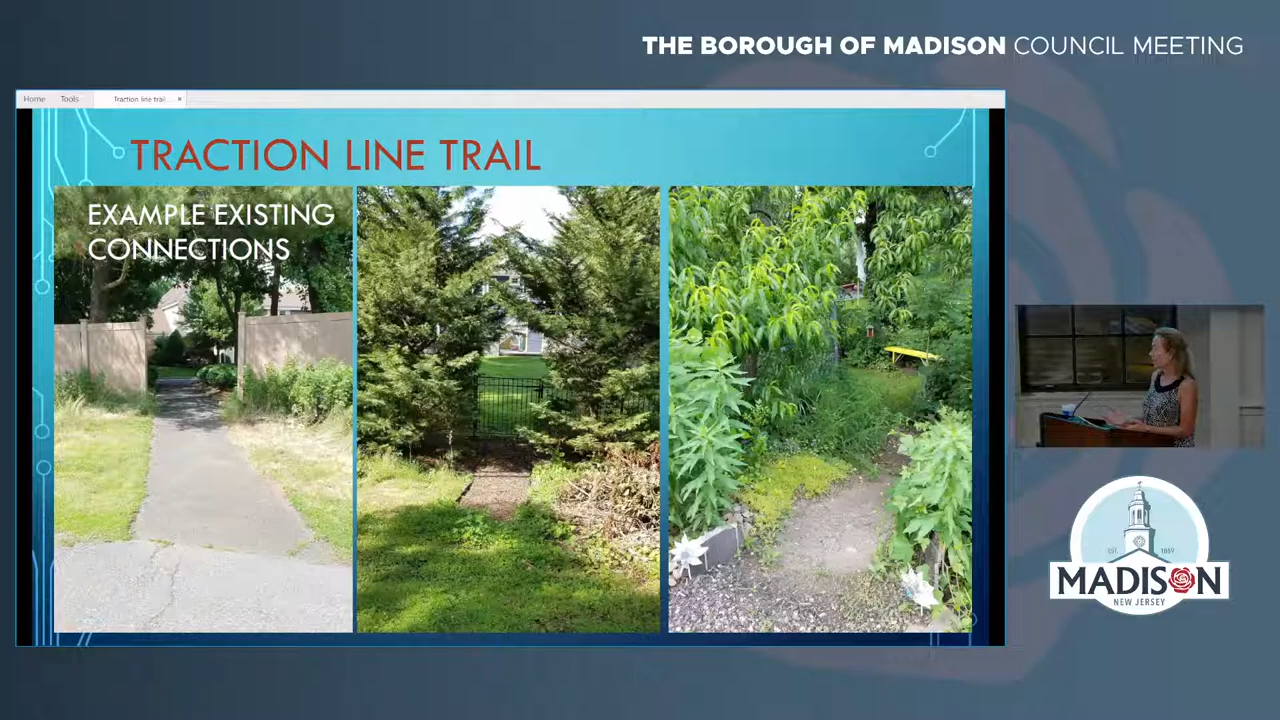 THE BOROUGH OF MADISON COUNCIL MEETING
Home Tools Traction line trail... ×
TRACTION LINE TRAIL
EXAMPLE EXISTING
CONNECTIONS
EST. 1889
MADISON
NEW JERSEY